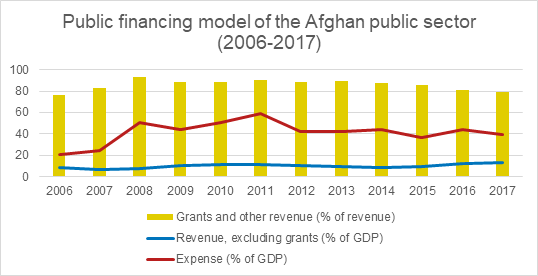 Public financing model of the Afghan public sector
(2006-2017)
100
80
60
40
20
0
2006 2007 2008 2009 2010 2011 2012 2013 2014 2015 2016 2017
Grants and other revenue (% of revenue)
Revenue, excluding grants (% of GDP)
Expense (% of GDP)